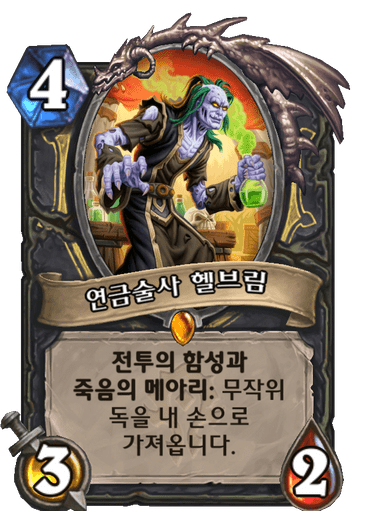 4
연금술사 헬브림
전투의 함성과
죽음의 메아리: 무작위
독을 내 손으로
가져옵니다.
3
2